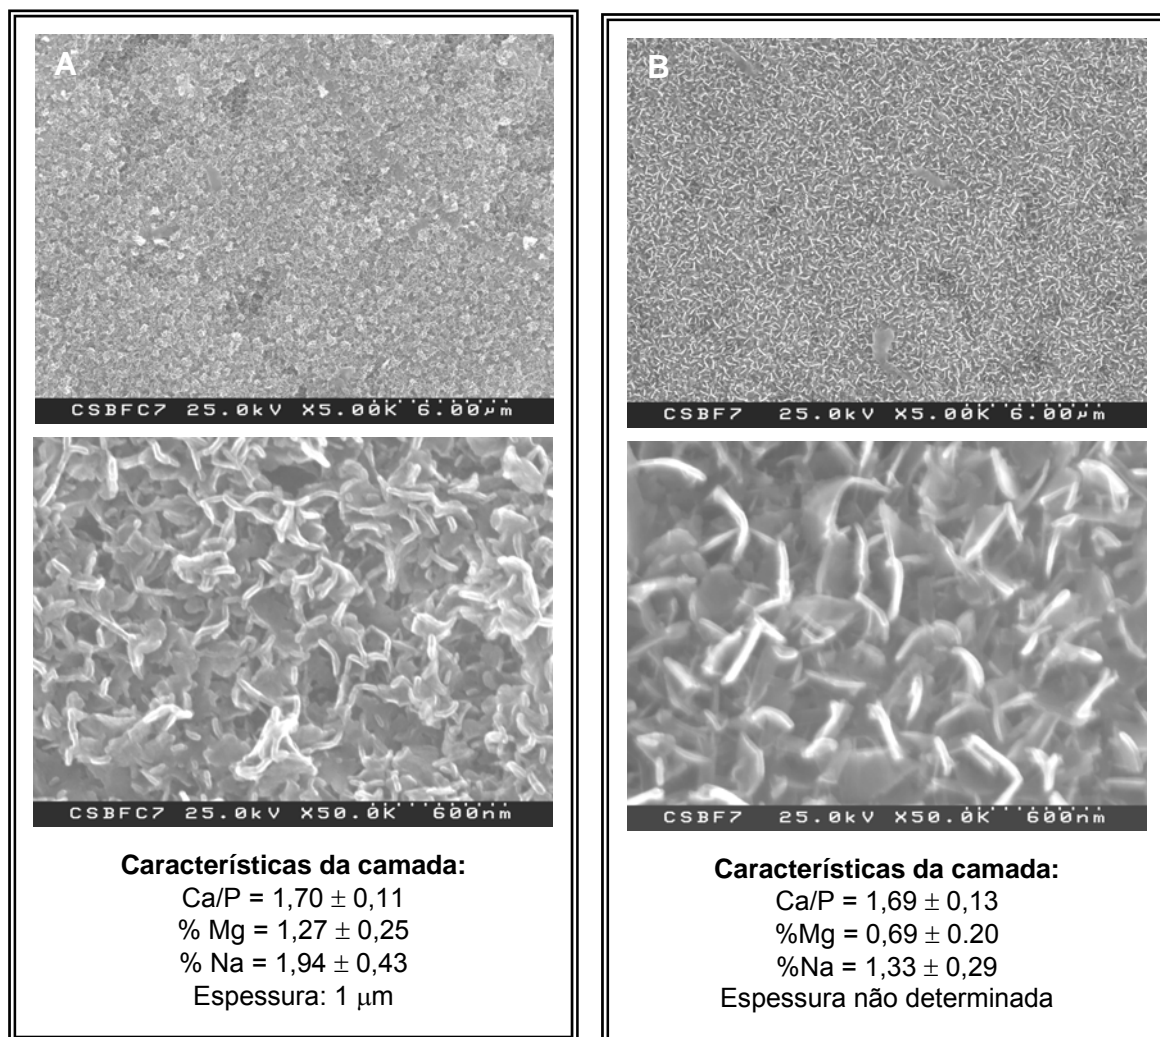 A
CSBFC7 25.0kV X5.00K 6.00µm
CSBFC7 25.0kV X50.0K 600nm
Características da camada:
Ca/P = 1,70 ± 0,11
% Mg = 1,27 ± 0,25
% Na = 1,94 ± 0,43
Espessura: 1 μm
B
CSBF7 25.0kV X5.00K 6.00µm
CSBF7 25.0kV X50.0K 600nm
Características da camada:
Ca/P = 1,69 ± 0,13
%Mg = 0,69 ± 0.20
%Na = 1,33 ± 0,29
Espessura não determinada